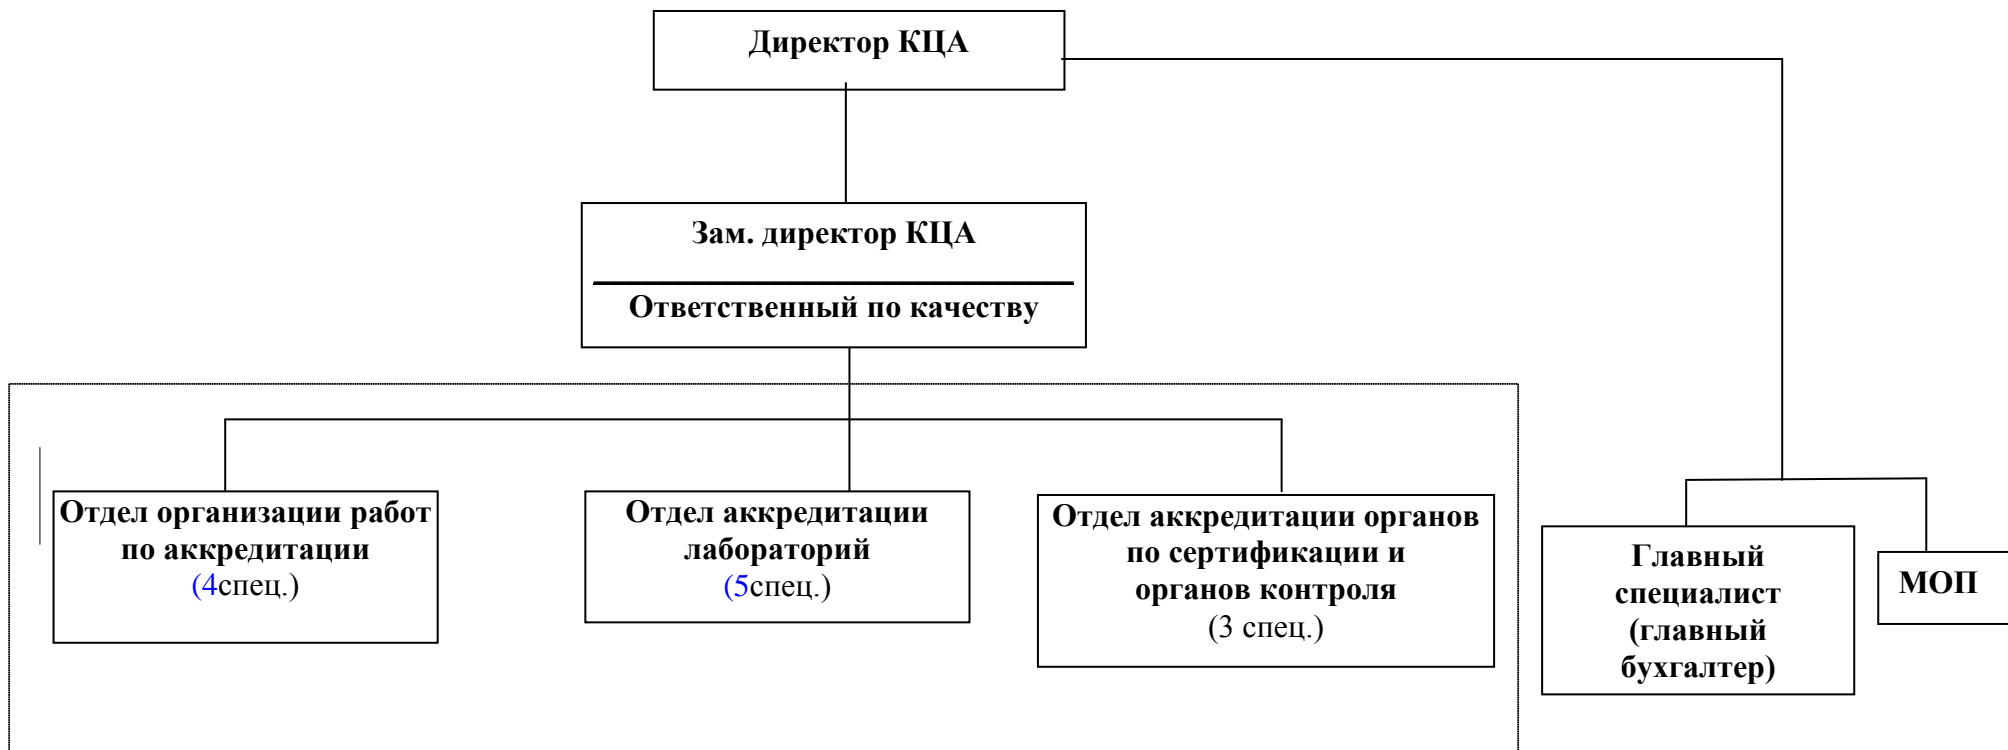 Директор КЦА
Зам. директор КЦА
Ответственный по качеству
Отдел организации работ
по аккредитации
(4спец.)
Отдел аккредитации
лабораторий
(5спец.)
Отдел аккредитации органов
по сертификации и
органов контроля
(3 спец.)
Главный
специалист
(главный
бухгалтер)
МОП